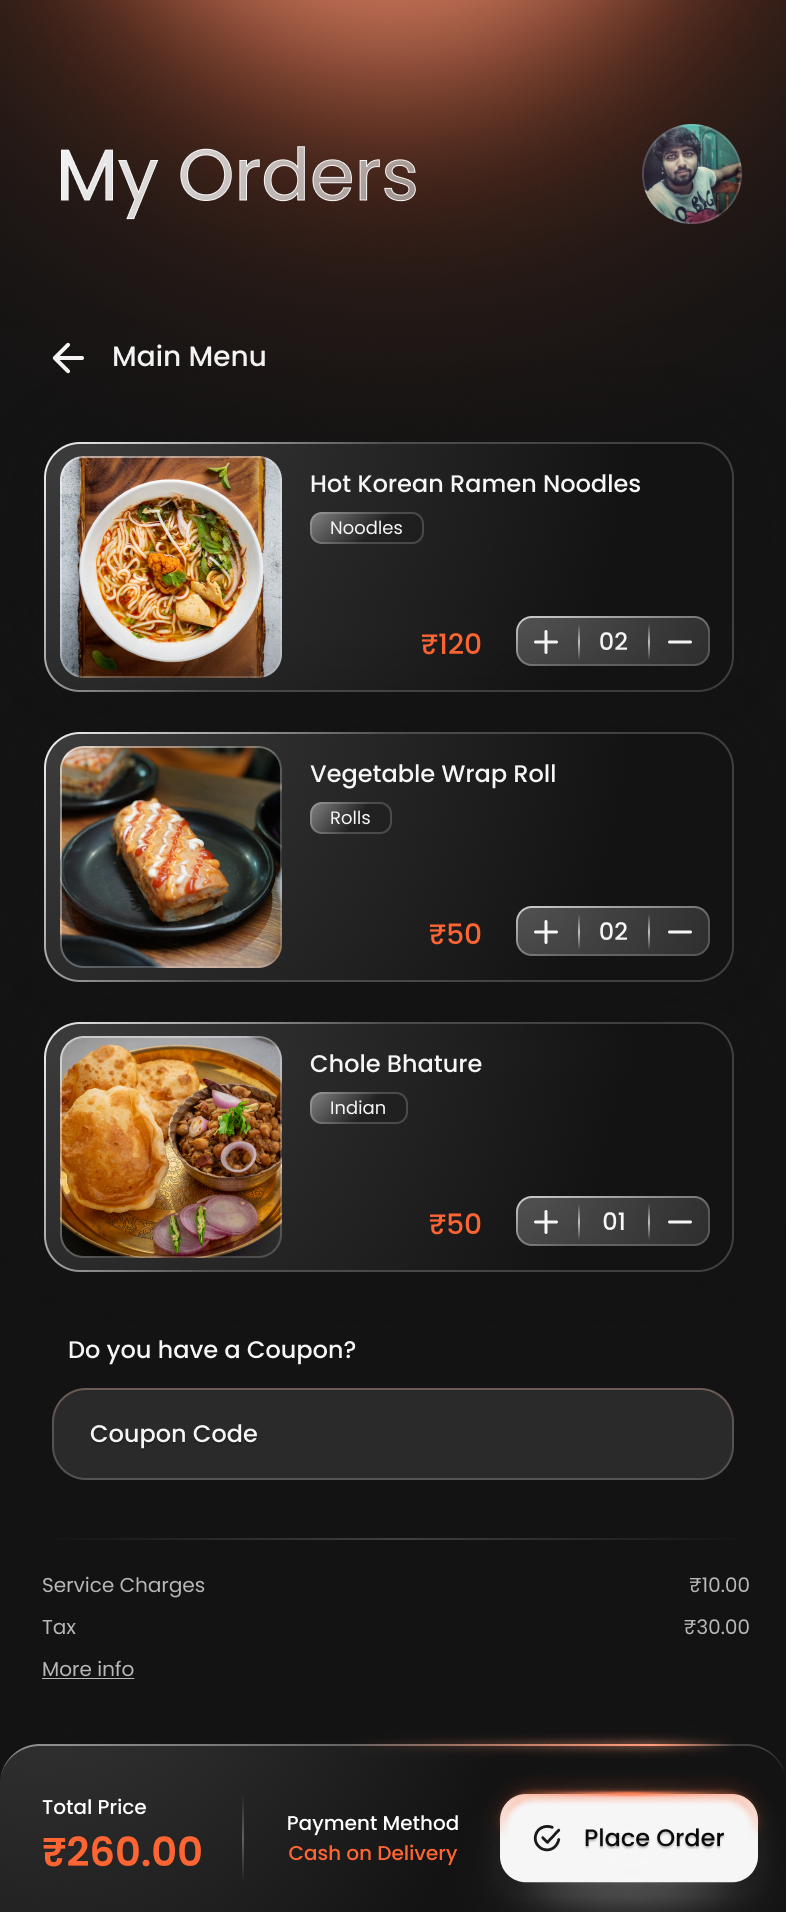 My Orders
Main Menu
Hot Korean Ramen Noodles
Noodles
₹120
02
Vegetable Wrap Roll
Rolls
₹50
02
Chole Bhature
Indian
₹50
01
Do you have a Coupon?
Coupon Code
Service Charges ₹10.00
Tax ₹30.00
More info
Total Price
₹260.00
Payment Method
Cash on Delivery
Place Order